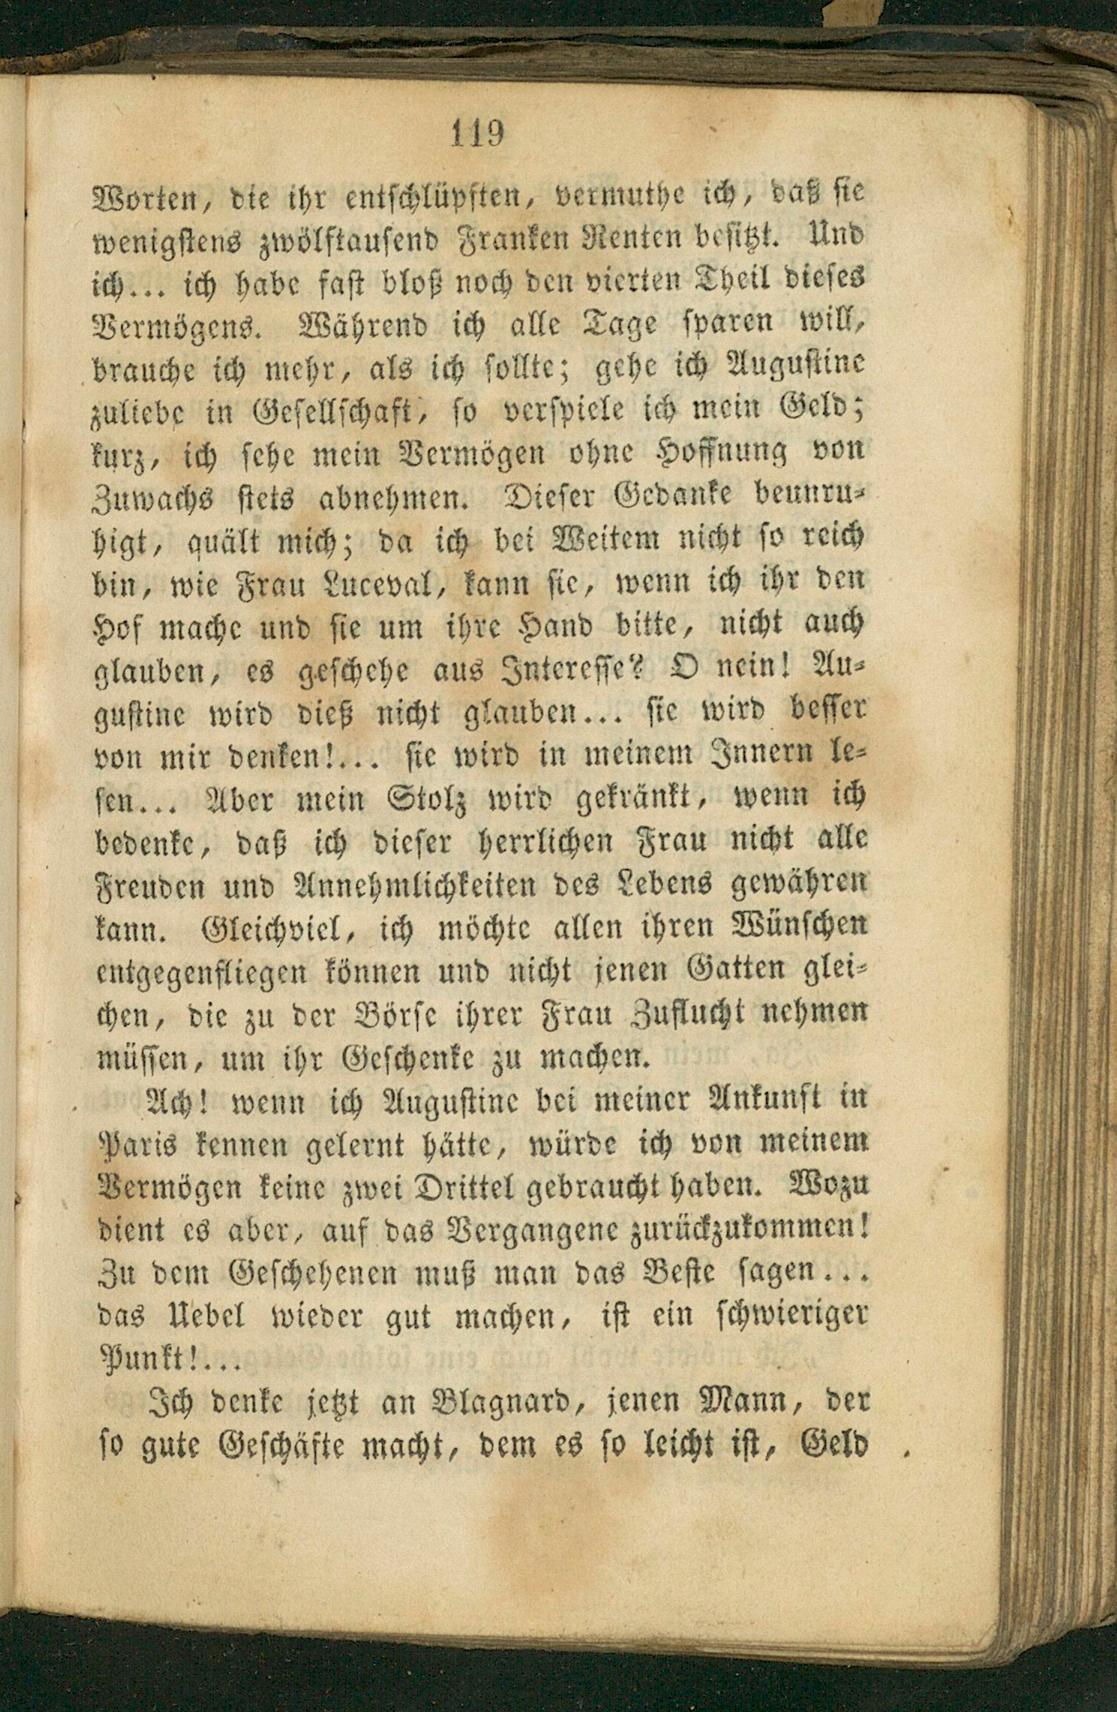 119
Worten, die ihr entschlüpften, vermuthe ich, daß sie
wenigstens zwölftausend Franken Renten besitzt. Und
ich... ich habe fast bloß noch den vierten Theil dieses
Vermögens. Während ich alle Tage sparen will,
brauche ich mehr, als ich sollte; gehe ich Augustine
zuliebe in Gesellschaft, so verspiele ich mein Geld;
kurz, ich sehe mein Vermögen ohne Hoffnung von
Zuwachs stets abnehmen. Dieser Gedanke beunru-
higt, quält mich; da ich bei Weitem nicht so reich
bin, wie Frau Luceval, kann sie, wenn ich ihr den
Hof mache und sie um ihre Hand bitte, nicht auch
glauben, es geschehe aus Interesse? O nein! Au-
gustine wird dieß nicht glauben... sie wird besser
von mir denken!... sie wird in meinem Innern le-
sen... Aber mein Stolz wird gekränkt, wenn ich
bedenke, daß ich dieser herrlichen Frau nicht alle
Freuden und Annehmlichkeiten des Lebens gewähren
kann. Gleichviel, ich möchte allen ihren Wünschen
entgegenfliegen können und nicht jenen Gatten glei-
chen, die zu der Börse ihrer Frau Zuflucht nehmen
müssen, um ihr Geschenke zu machen.
Ach! wenn ich Augustine bei meiner Ankunft in
Paris kennen gelernt hätte, würde ich von meinem
Vermögen keine zwei Drittel gebraucht haben. Wozu
dient es aber, auf das Vergangene zurückzukommen!
Zu dem Geschehenen muß man das Beste sagen...
das Uebel wieder gut machen, ist ein schwieriger
Punkt!...
Ich denke jetzt an Blagnard, jenen Mann, der
so gute Geschäfte macht, dem es so leicht ist, Geld